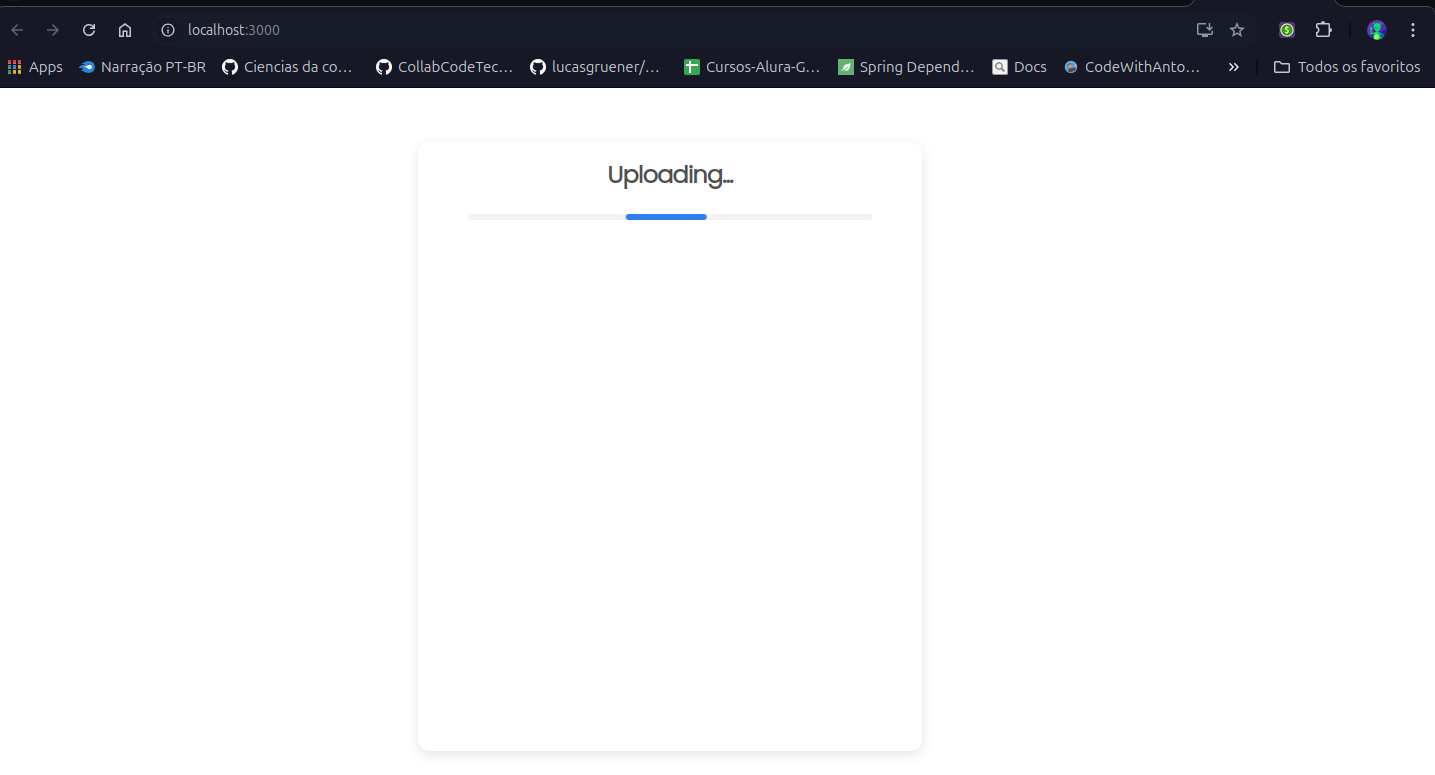 localhost:3000
Apps Narração PT-BR Ciencias da co... CollabCodeTec... lucasgruener/... Cursos-Alura-G... Spring Depend... Docs CodeWithAnto... » Todos os favoritos
Uploading...